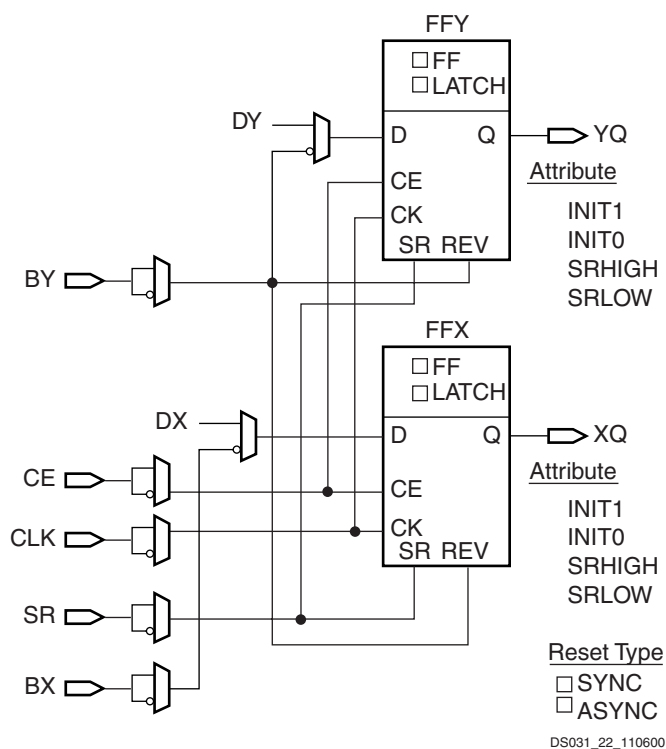 FFY
FF
LATCH
DY
D
Q
YQ
CE
CK
SR REV
Attribute
INIT1
INIT0
SRHIGH
SRLOW
BY
FFX
FF
LATCH
DX
D
Q
XQ
CE
CE
CLK
CK
SR REV
Attribute
INIT1
INIT0
SRHIGH
SRLOW
SR
BX
Reset Type
SYNC
ASYNC
DS031_22_110600